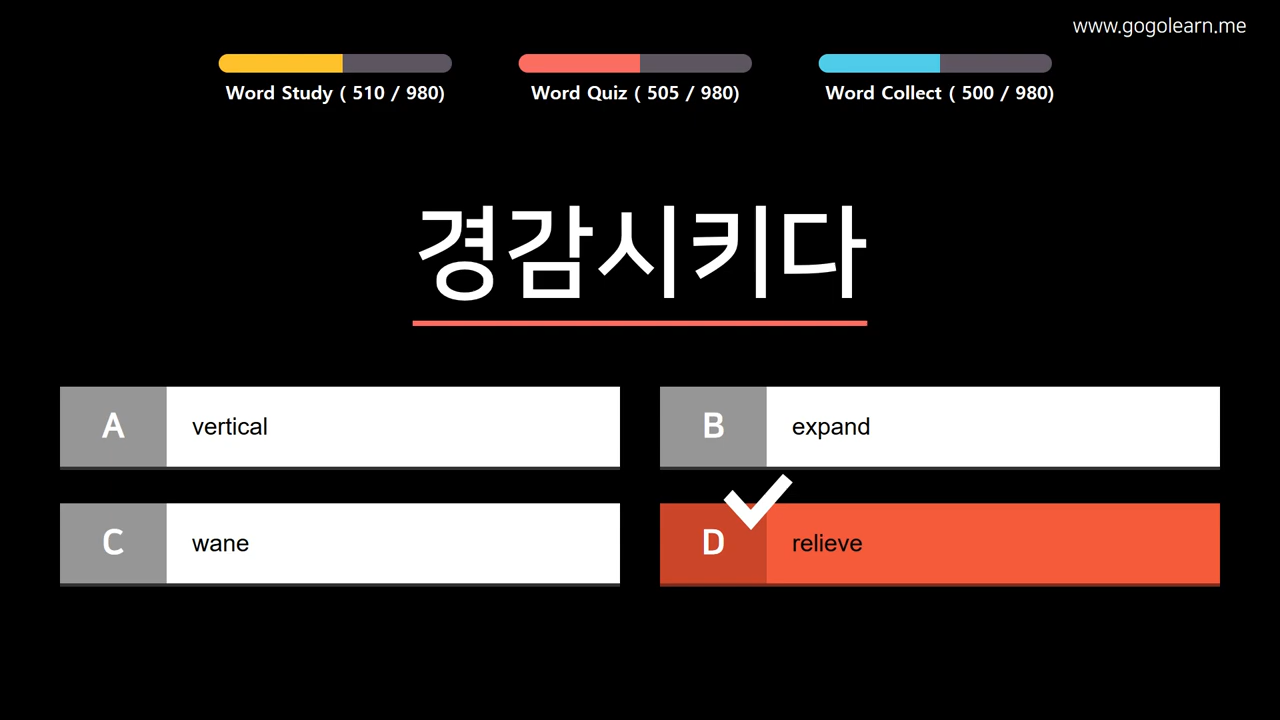 www.gogolearn.me
Word Study ( 510 / 980)
Word Quiz ( 505 / 980)
Word Collect ( 500 / 980)
경감시키다
A vertical
B expand
C wane
D relieve